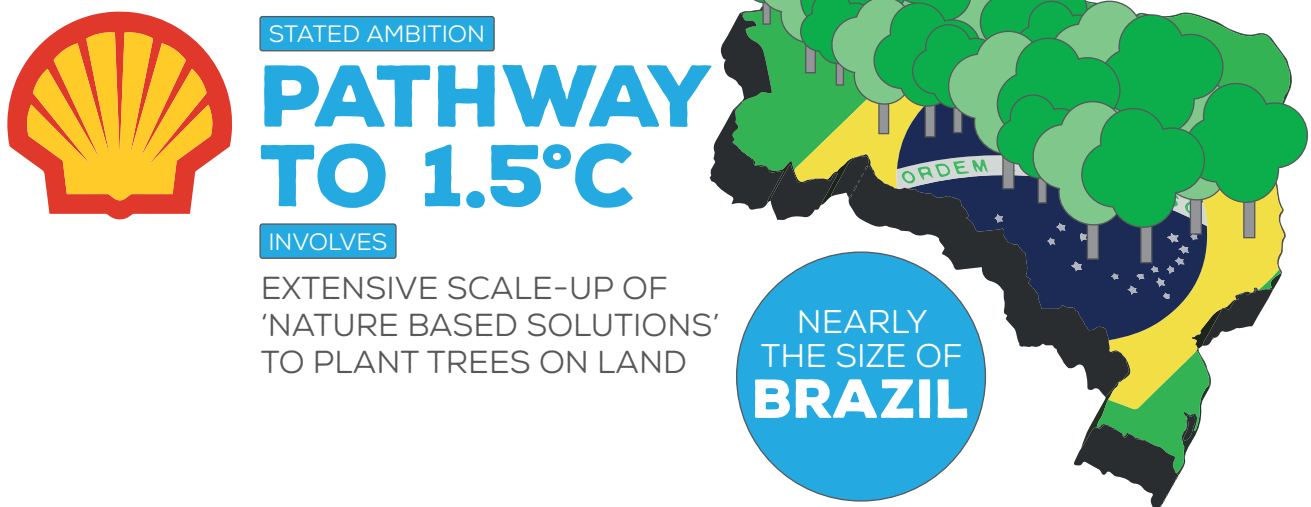 STATED AMBITION
PATHWAY
TO 1.5°C
INVOLVES
EXTENSIVE SCALE-UP OF
‘NATURE BASED SOLUTIONS’
TO PLANT TREES ON LAND
NEARLY
THE SIZE OF
BRAZIL
ORDEM